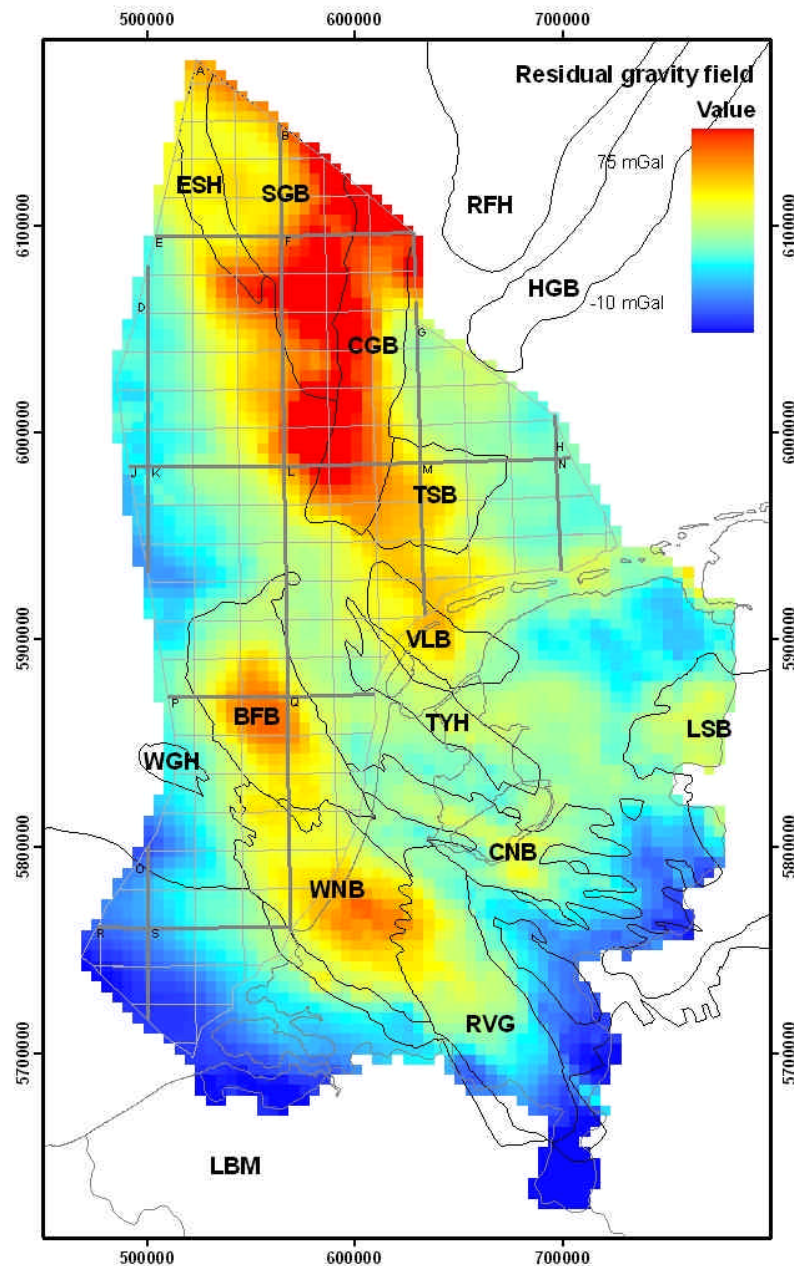 500000 600000 700000
Residual gravity field
Value
75 mGal
-10 mGal
A
B
ESH
SGB
RFH
6100000
6100000
E
F
HGB
D
G
CGB
6000000
6000000
H
J
K
L
M
N
TSB
5900000
5900000
VLB
P
Q
BFB
TYH
LSB
WGH
5800000
5800000
CNB
O
WNB
R
S
RVG
5700000
5700000
LBM
500000 600000 700000